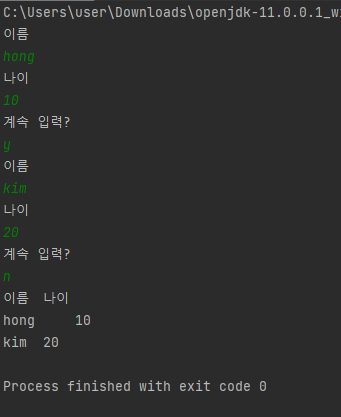 C:\Users\user\Downloads\openjdk-11.0.0.1_wi
이름
hong
나이
10
계속 입력?
y
이름
kim
나이
20
계속 입력?
n
이름 나이
hong 10
kim 20
Process finished with exit code 0